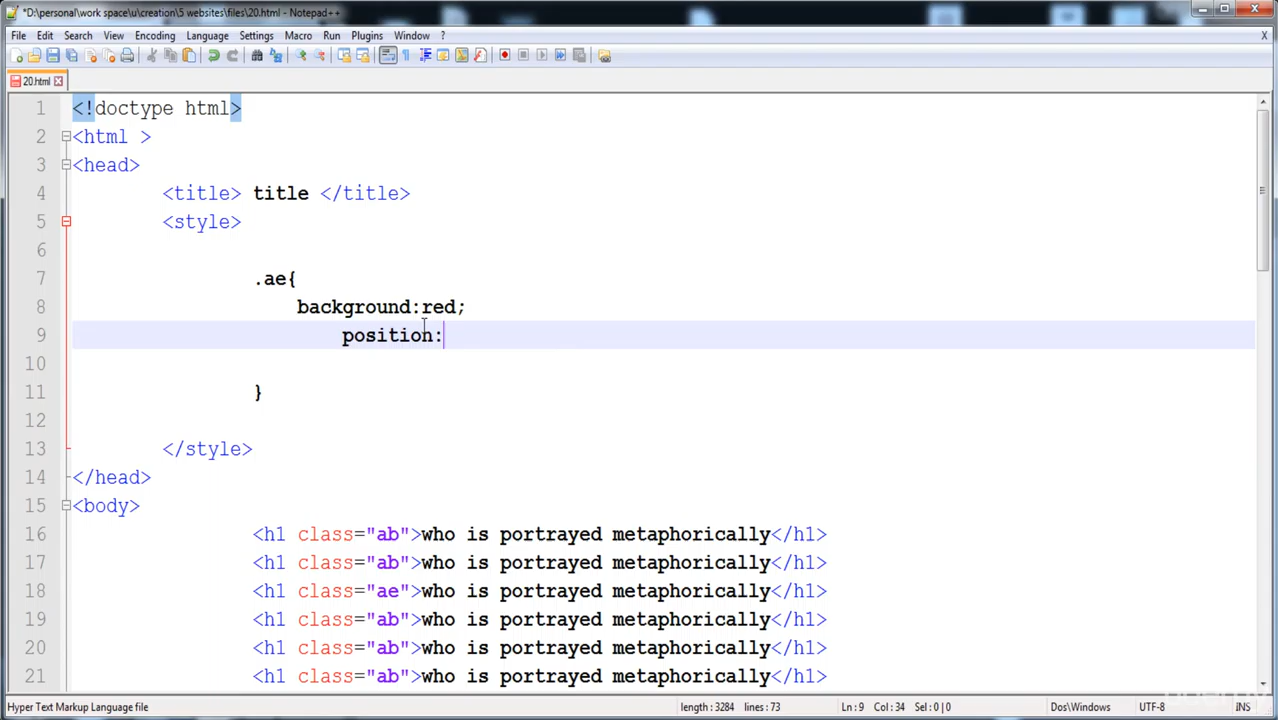 *D:\personal\work space\u\creation\5 websites\files\20.html - Notepad++
File Edit Search View Encoding Language Settings Macro Run Plugins Window ? X
20.html
1 <!doctype html>
2 <html >
3 <head>
4 <title> title </title>
5 <style>
6
7 .ae{
8 background:red;
9 position:
10
11 }
12
13 </style>
14 </head>
15 <body>
16 <h1 class="ab">who is portrayed metaphorically</h1>
17 <h1 class="ab">who is portrayed metaphorically</h1>
18 <h1 class="ae">who is portrayed metaphorically</h1>
19 <h1 class="ab">who is portrayed metaphorically</h1>
20 <h1 class="ab">who is portrayed metaphorically</h1>
21 <h1 class="ab">who is portrayed metaphorically</h1>
Hyper Text Markup Language file length : 3284 lines : 73 Ln : 9 Col : 34 Sel : 0 | 0 Dos\Windows UTF-8 INS